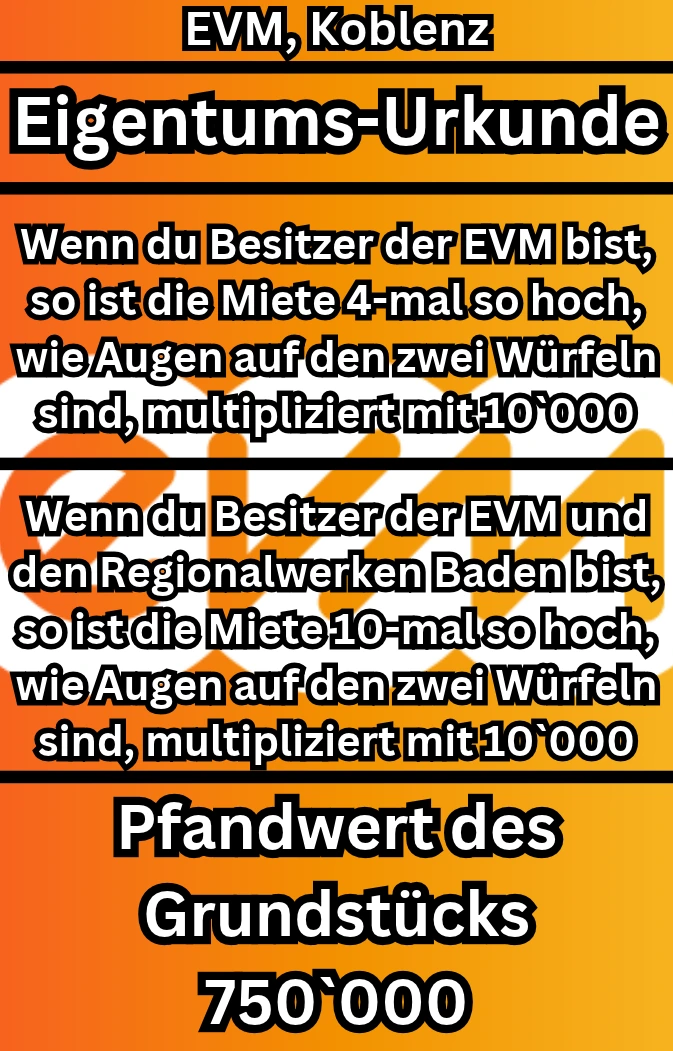 EVM, Koblenz
Eigentums-Urkunde
Wenn du Besitzer der EVM bist,
so ist die Miete 4-mal so hoch,
wie Augen auf den zwei Würfeln
sind, multipliziert mit 10`000
evm
Wenn du Besitzer der EVM und
den Regionalwerken Baden bist,
so ist die Miete 10-mal so hoch,
wie Augen auf den zwei Würfeln
sind, multipliziert mit 10`000
Pfandwert des
Grundstücks
750`000